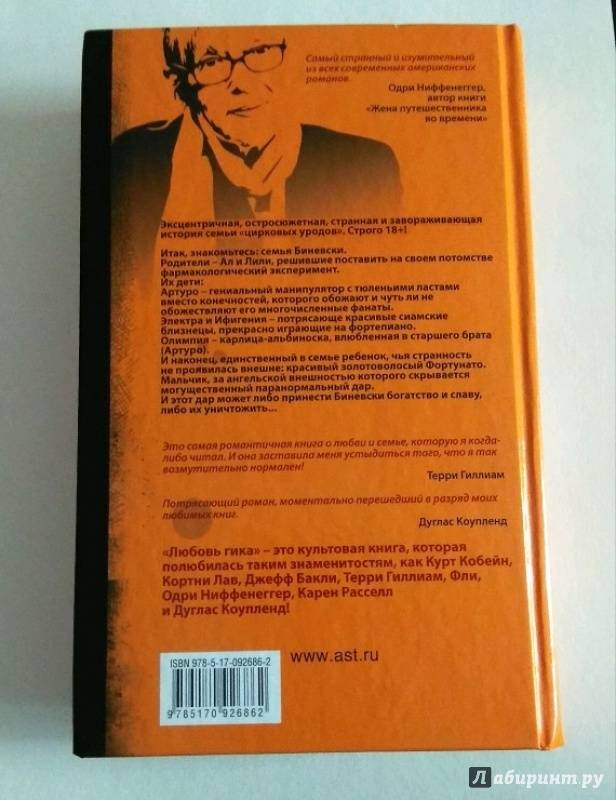 Самый странный и изумительный
из всех современных американских
романов.
Одри Ниффенеггер,
автор книги
«Жена путешественника
во времени»
Эксцентричная, остросюжетная, странная и завораживающая
история семьи «цирковых уродов». Строго 18+!
Итак, знакомьтесь: семья Биневски.
Родители – Ал и Лили, решившие поставить на своем потомстве
фармакологический эксперимент.
Их дети:
Артуро – гениальный манипулятор с тюленьими ластами
вместо конечностей, которого обожают и чуть ли не
обожествляют его многочисленные фанаты.
Электра и Ифигения – потрясающе красивые сиамские
близнецы, прекрасно играющие на фортепиано.
Олимпия – карлица-альбиноска, влюбленная в старшего брата
(Артуро).
И наконец, единственный в семье ребенок, чья странность
не проявилась внешне: красивый золотоволосый Фортунато.
Мальчик, за ангельской внешностью которого скрывается
могущественный паранормальный дар.
И этот дар может либо принести Биневски богатство и славу,
либо их уничтожить...
Это самая романтичная книга о любви и семье, которую я когда-
либо читал. И она заставила меня устыдиться того, что я так
возмутительно нормален!
Терри Гиллиам
Потрясающий роман, моментально перешедший в разряд моих
любимых книг.
Дуглас Коупленд
«Любовь гика» – это культовая книга, которая
полюбилась таким знаменитостям, как Курт Кобейн,
Кортни Лав, Джефф Бакли, Терри Гиллиам, Фли,
Одри Ниффенеггер, Карен Расселл
и Дуглас Коупленд!
ISBN 978-5-17-092686-2
www.ast.ru
9 785170 926862
Лабиринт.ру